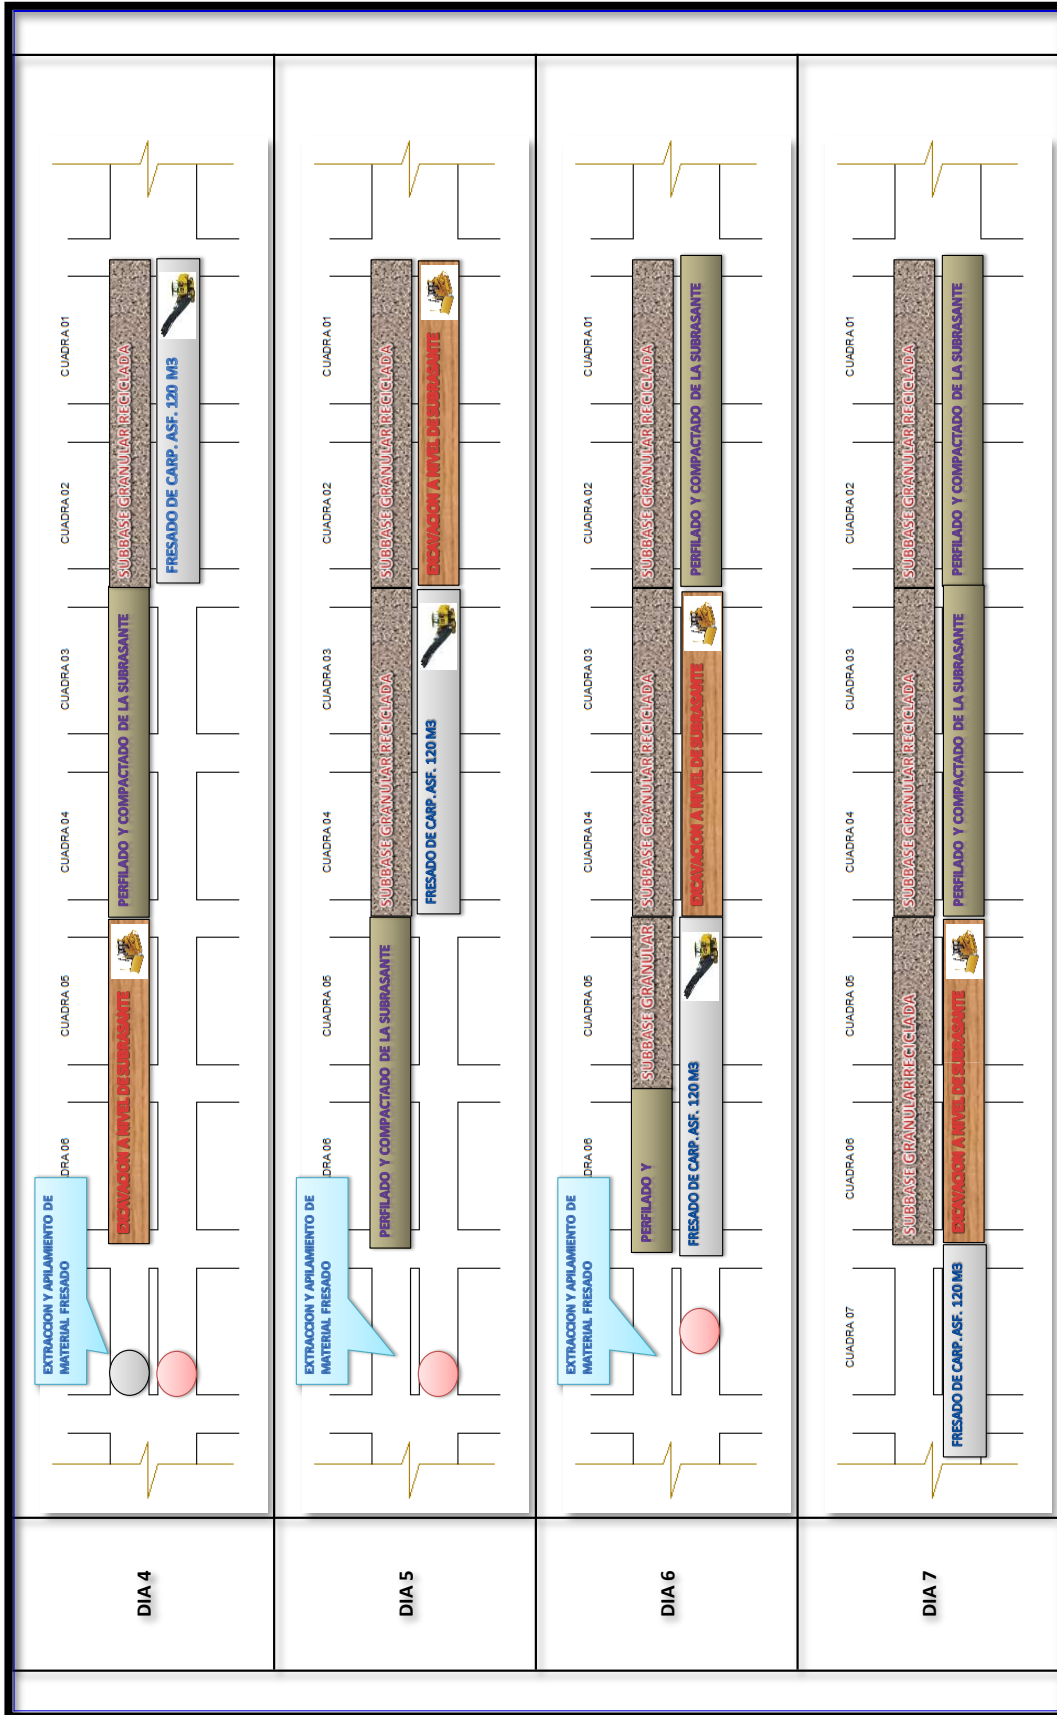 DIA 4
CUADRA 01
CUADRA 02
CUADRA 03
CUADRA 04
CUADRA 05
DRA 06
SUBBASE GRANULAR RECICLADA
PERFILADO Y COMPACTADO DE LA SUBRASANTE
EXCAVACION A NIVEL DE SUBRASANTE
FRESADO DE CARP. ASF. 120 M3
EXTRACCION Y APILAMIENTO DE
MATERIAL FRESADO
DIA 5
CUADRA 01
CUADRA 02
CUADRA 03
CUADRA 04
CUADRA 05
DRA 06
SUBBASE GRANULAR RECICLADA
SUBBASE GRANULAR RECICLADA
PERFILADO Y COMPACTADO DE LA SUBRASANTE
EXCAVACION A NIVEL DE SUBRASANTE
FRESADO DE CARP. ASF. 120 M3
EXTRACCION Y APILAMIENTO DE
MATERIAL FRESADO
DIA 6
CUADRA 01
CUADRA 02
CUADRA 03
CUADRA 04
CUADRA 05
DRA 06
SUBBASE GRANULAR RECICLADA
SUBBASE GRANULAR RECICLADA
SUBBASE GRANULAR
PERFILADO Y
PERFILADO Y COMPACTADO DE LA SUBRASANTE
EXCAVACION A NIVEL DE SUBRASANTE
FRESADO DE CARP. ASF. 120 M3
EXTRACCION Y APILAMIENTO DE
MATERIAL FRESADO
DIA 7
CUADRA 01
CUADRA 02
CUADRA 03
CUADRA 04
CUADRA 05
CUADRA 06
CUADRA 07
SUBBASE GRANULAR RECICLADA
SUBBASE GRANULAR RECICLADA
SUBBASE GRANULAR RECICLADA
PERFILADO Y COMPACTADO DE LA SUBRASANTE
PERFILADO Y COMPACTADO DE LA SUBRASANTE
EXCAVACION A NIVEL DE SUBRASANTE
FRESADO DE CARP. ASF. 120 M3